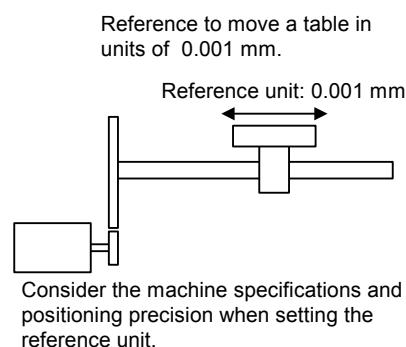 Reference to move a table in
units of  0.001 mm.
Reference unit: 0.001 mm
Consider the machine specifications and
positioning precision when setting the
reference unit.